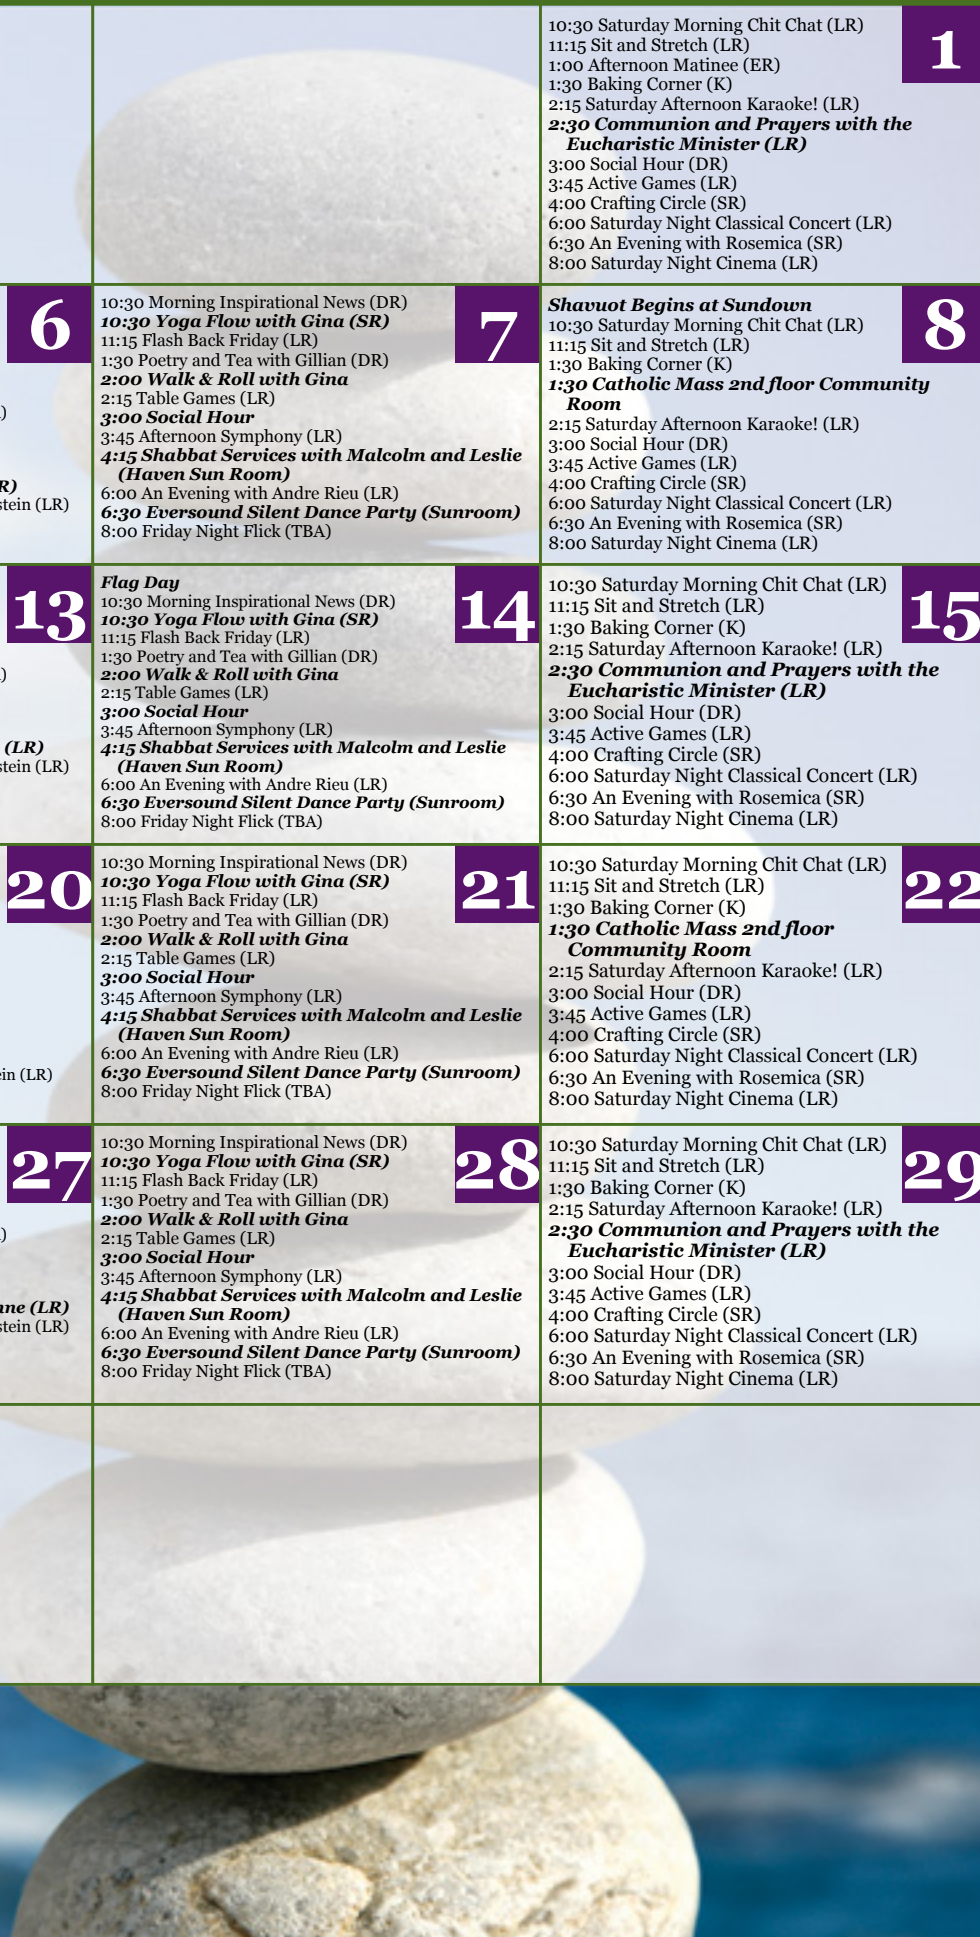 10:30 Saturday Morning Chit Chat (LR)
11:15 Sit and Stretch (LR)
1:00 Afternoon Matinee (ER)
1:30 Baking Corner (K)
2:15 Saturday Afternoon Karaoke! (LR)
2:30 Communion and Prayers with the
Eucharistic Minister (LR)
3:00 Social Hour (DR)
3:45 Active Games (LR)
4:00 Crafting Circle (SR)
6:00 Saturday Night Classical Concert (LR)
6:30 An Evening with Rosemica (SR)
8:00 Saturday Night Cinema (LR)
1
6
)
R)
stein (LR)
10:30 Morning Inspirational News (DR)
10:30 Yoga Flow with Gina (SR)
11:15 Flash Back Friday (LR)
1:30 Poetry and Tea with Gillian (DR)
2:00 Walk & Roll with Gina
2:15 Table Games (LR)
3:00 Social Hour
3:45 Afternoon Symphony (LR)
4:15 Shabbat Services with Malcolm and Leslie
(Haven Sun Room)
6:00 An Evening with Andre Rieu (LR)
6:30 Eversound Silent Dance Party (Sunroom)
8:00 Friday Night Flick (TBA)
7
Shavuot Begins at Sundown
10:30 Saturday Morning Chit Chat (LR)
11:15 Sit and Stretch (LR)
1:30 Baking Corner (K)
1:30 Catholic Mass 2nd floor Community
Room
2:15 Saturday Afternoon Karaoke! (LR)
3:00 Social Hour (DR)
3:45 Active Games (LR)
4:00 Crafting Circle (SR)
6:00 Saturday Night Classical Concert (LR)
6:30 An Evening with Rosemica (SR)
8:00 Saturday Night Cinema (LR)
8
13
)
(LR)
stein (LR)
Flag Day
10:30 Morning Inspirational News (DR)
10:30 Yoga Flow with Gina (SR)
11:15 Flash Back Friday (LR)
1:30 Poetry and Tea with Gillian (DR)
2:00 Walk & Roll with Gina
2:15 Table Games (LR)
3:00 Social Hour
3:45 Afternoon Symphony (LR)
4:15 Shabbat Services with Malcolm and Leslie
(Haven Sun Room)
6:00 An Evening with Andre Rieu (LR)
6:30 Eversound Silent Dance Party (Sunroom)
8:00 Friday Night Flick (TBA)
14
10:30 Saturday Morning Chit Chat (LR)
11:15 Sit and Stretch (LR)
1:30 Baking Corner (K)
2:15 Saturday Afternoon Karaoke! (LR)
2:30 Communion and Prayers with the
Eucharistic Minister (LR)
3:00 Social Hour (DR)
3:45 Active Games (LR)
4:00 Crafting Circle (SR)
6:00 Saturday Night Classical Concert (LR)
6:30 An Evening with Rosemica (SR)
8:00 Saturday Night Cinema (LR)
15
20
ein (LR)
10:30 Morning Inspirational News (DR)
10:30 Yoga Flow with Gina (SR)
11:15 Flash Back Friday (LR)
1:30 Poetry and Tea with Gillian (DR)
2:00 Walk & Roll with Gina
2:15 Table Games (LR)
3:00 Social Hour
3:45 Afternoon Symphony (LR)
4:15 Shabbat Services with Malcolm and Leslie
(Haven Sun Room)
6:00 An Evening with Andre Rieu (LR)
6:30 Eversound Silent Dance Party (Sunroom)
8:00 Friday Night Flick (TBA)
21
10:30 Saturday Morning Chit Chat (LR)
11:15 Sit and Stretch (LR)
1:30 Baking Corner (K)
1:30 Catholic Mass 2nd floor
Community Room
2:15 Saturday Afternoon Karaoke! (LR)
3:00 Social Hour (DR)
3:45 Active Games (LR)
4:00 Crafting Circle (SR)
6:00 Saturday Night Classical Concert (LR)
6:30 An Evening with Rosemica (SR)
8:00 Saturday Night Cinema (LR)
22
27
)
nne (LR)
stein (LR)
10:30 Morning Inspirational News (DR)
10:30 Yoga Flow with Gina (SR)
11:15 Flash Back Friday (LR)
1:30 Poetry and Tea with Gillian (DR)
2:00 Walk & Roll with Gina
2:15 Table Games (LR)
3:00 Social Hour
3:45 Afternoon Symphony (LR)
4:15 Shabbat Services with Malcolm and Leslie
(Haven Sun Room)
6:00 An Evening with Andre Rieu (LR)
6:30 Eversound Silent Dance Party (Sunroom)
8:00 Friday Night Flick (TBA)
28
10:30 Saturday Morning Chit Chat (LR)
11:15 Sit and Stretch (LR)
1:30 Baking Corner (K)
2:15 Saturday Afternoon Karaoke! (LR)
2:30 Communion and Prayers with the
Eucharistic Minister (LR)
3:00 Social Hour (DR)
3:45 Active Games (LR)
4:00 Crafting Circle (SR)
6:00 Saturday Night Classical Concert (LR)
6:30 An Evening with Rosemica (SR)
8:00 Saturday Night Cinema (LR)
29